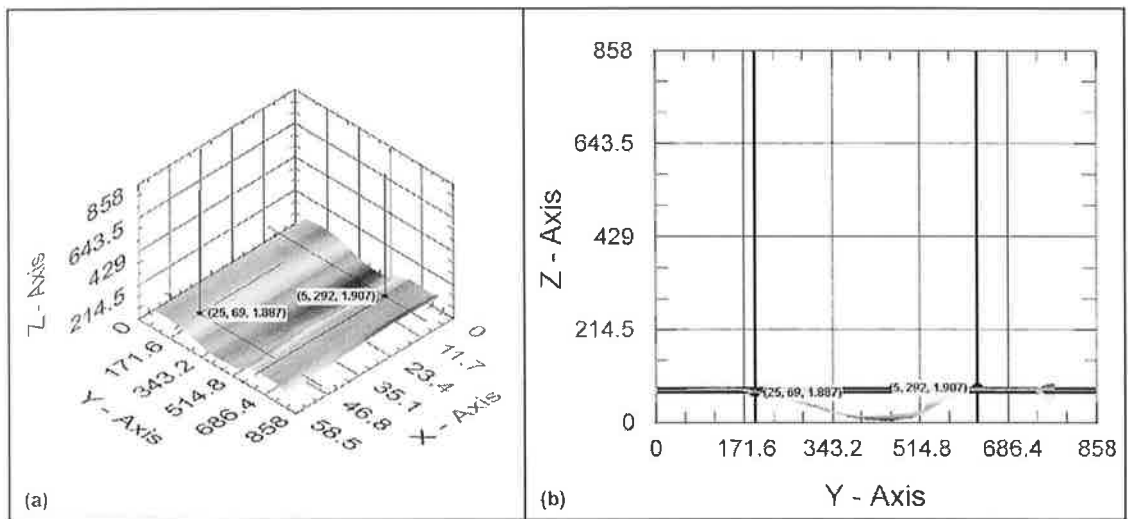 858
643.5
429
214.5
0
Z - Axis
171.6
343.2
514.8
686.4
858
Y - Axis
0
11.7
23.4
35.1
46.8
58.5
X - Axis
(25, 69, 1.887)
(5, 292, 1.907)
(a)
858
643.5
429
214.5
0
Z - Axis
(25, 69, 1.887)
(5, 292, 1.907)
0 171.6 343.2 514.8 686.4 858
Y - Axis
(b)